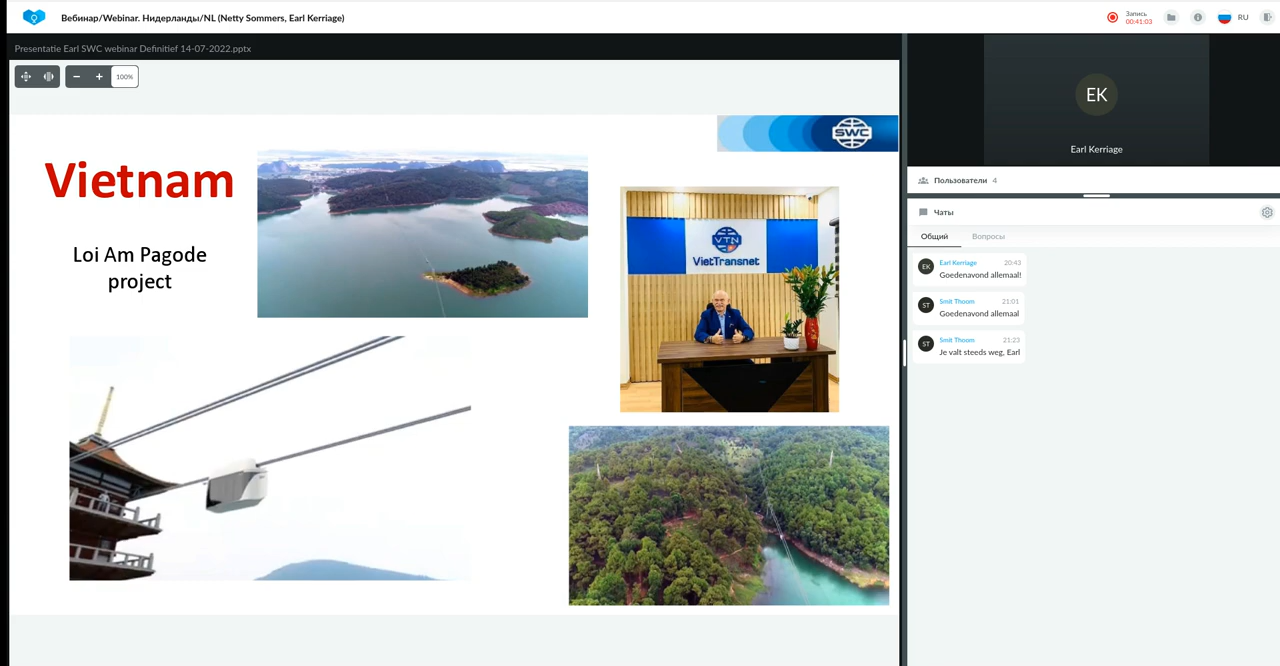 Вебинар/Webinar. Нидерланды/NL (Netty Sommers, Earl Kerriage)
Запись
00:41:03
RU
Presentatie Earl SWC webinar Definitief 14-07-2022.pptx
100%
Vietnam
Loi Am Pagode
project
SWC
VTN
VietTransnet
EK
Earl Kerriage
Пользователи 4
Чаты
Общий
Вопросы
EK
Earl Kerriage 20:43
Goedenavond allemaal!
ST
Smit Thoom 21:01
Goedenavond allemaal
ST
Smit Thoom 21:23
Je valt steeds weg, Earl